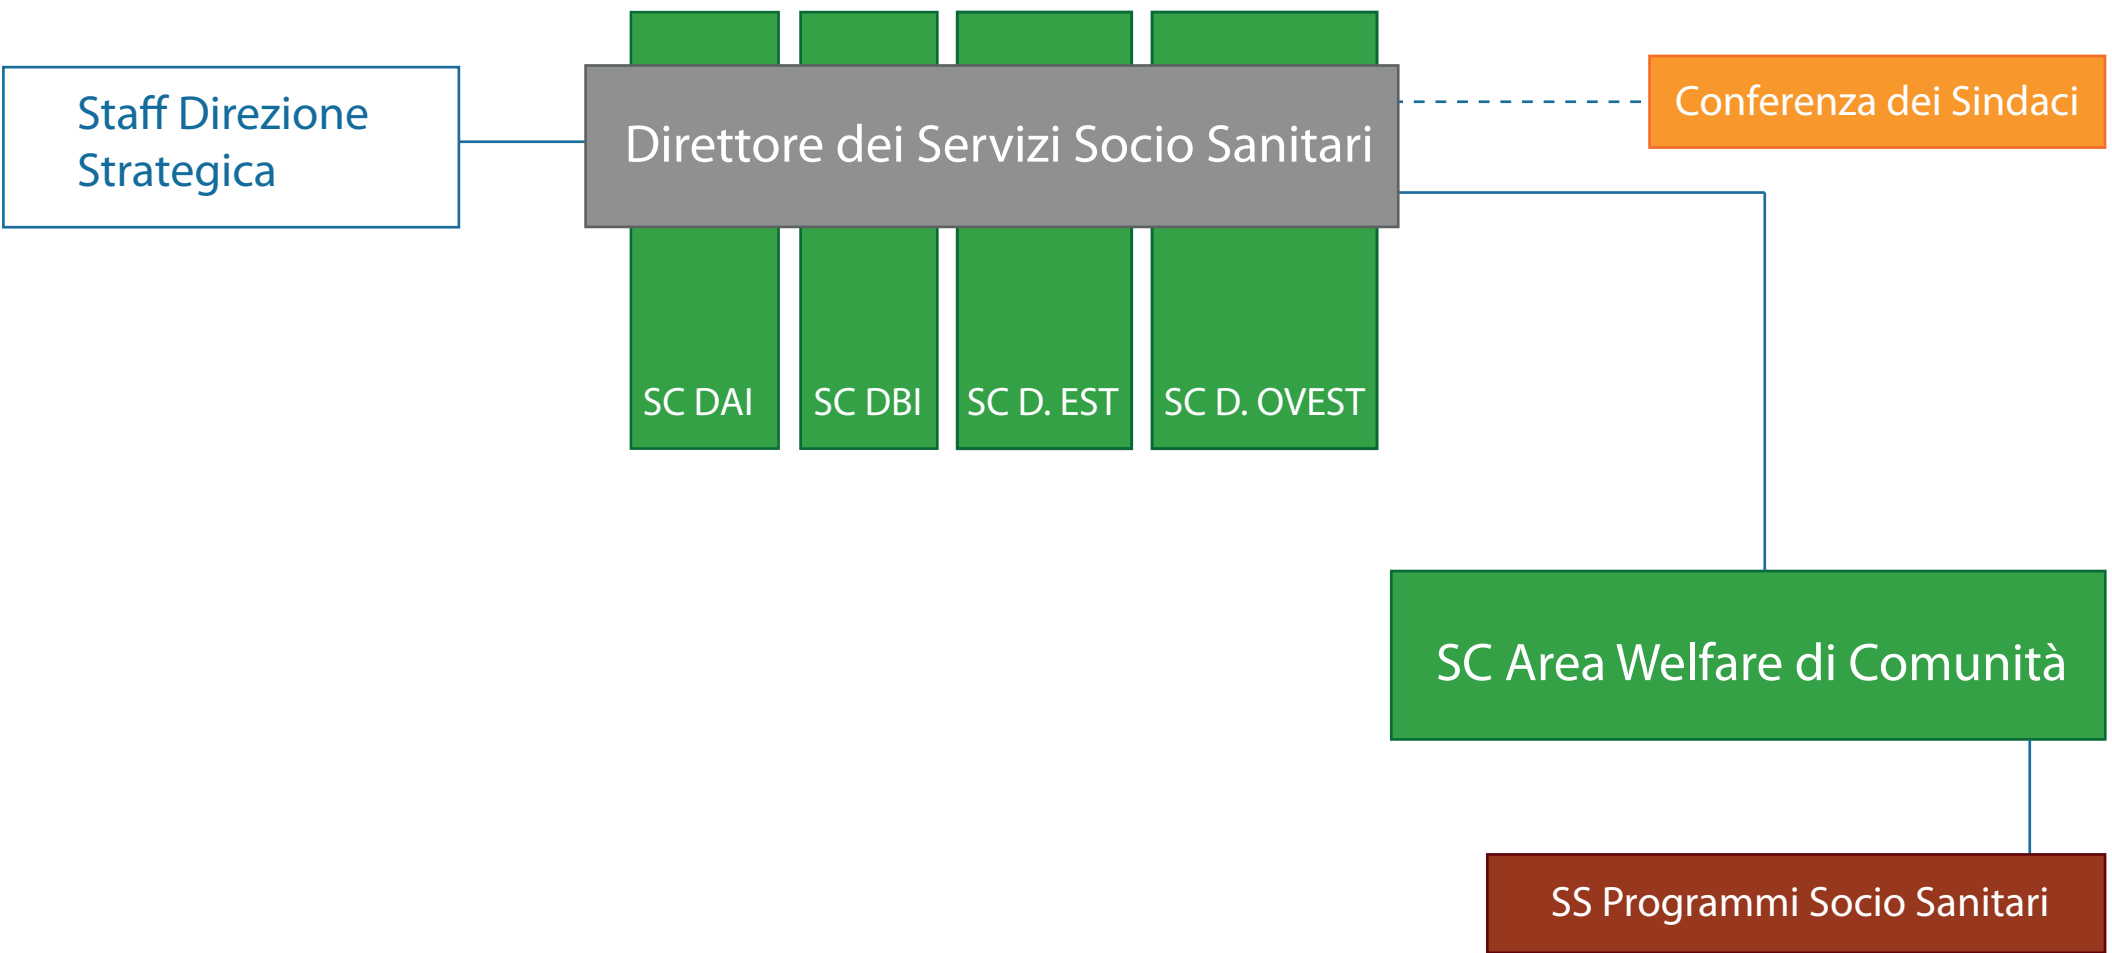 Staff Direzione
Strategica
Direttore dei Servizi Socio Sanitari
Conferenza dei Sindaci
SC DAI
SC DBI
SC D. EST
SC D. OVEST
SC Area Welfare di Comunità
SS Programmi Socio Sanitari